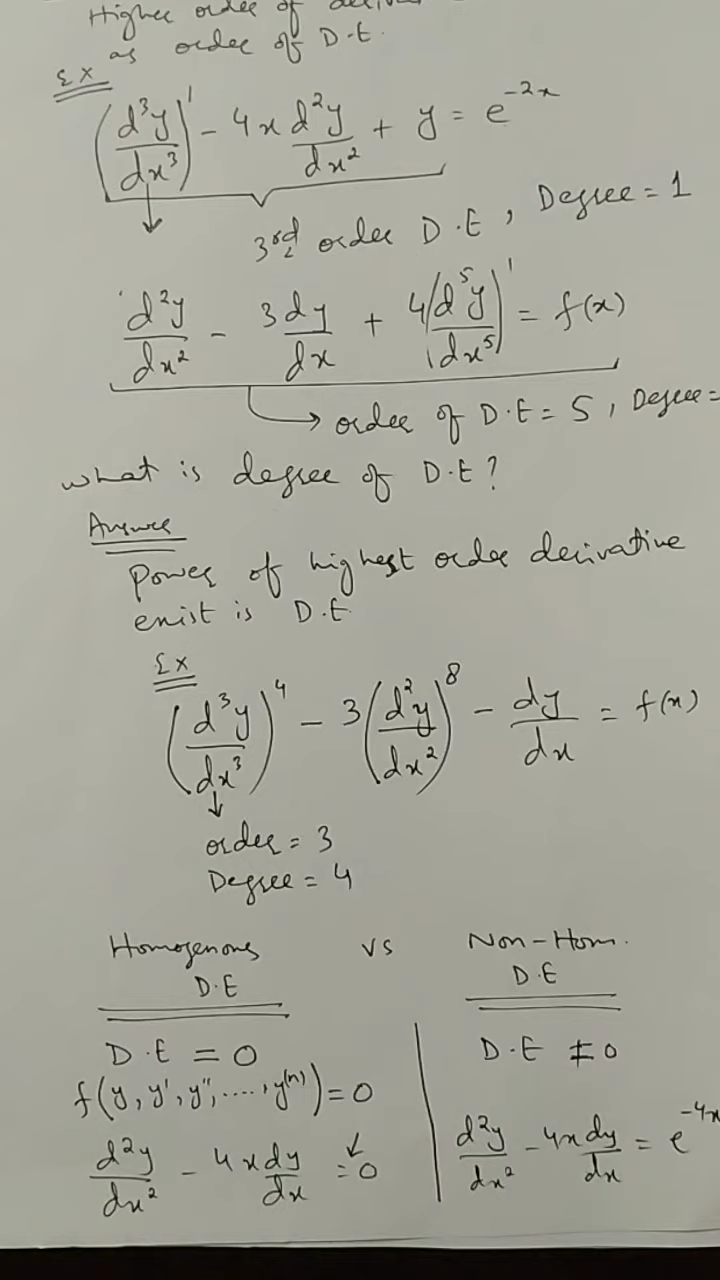 Higher order of
as order of D.E.
Ex
(d³y/dx³)¹ - 4x d²y/dx² + y = e^{-2x}
3rd order D.E, Degree = 1
d²y/dx² - 3dy/dx + 4(d⁵y/dx⁵)¹ = f(x)
order of D.E = 5, Degree =
what is degree of D.E?
Answer
Power of highest order derivative
exist is D.E.
Ex
(d³y/dx³)⁴ - 3(d²y/dx²)⁸ - dy/dx = f(x)
order = 3
Degree = 4
Homogenous vs Non-Hom.
D.E D.E
D.E = 0 D.E ≠ 0
f(y, y', y'', ...., y⁽ⁿ⁾) = 0
d²y/dx² - 4x dy/dx = 0 d²y/dx² - 4x dy/dx = e^{-4x}